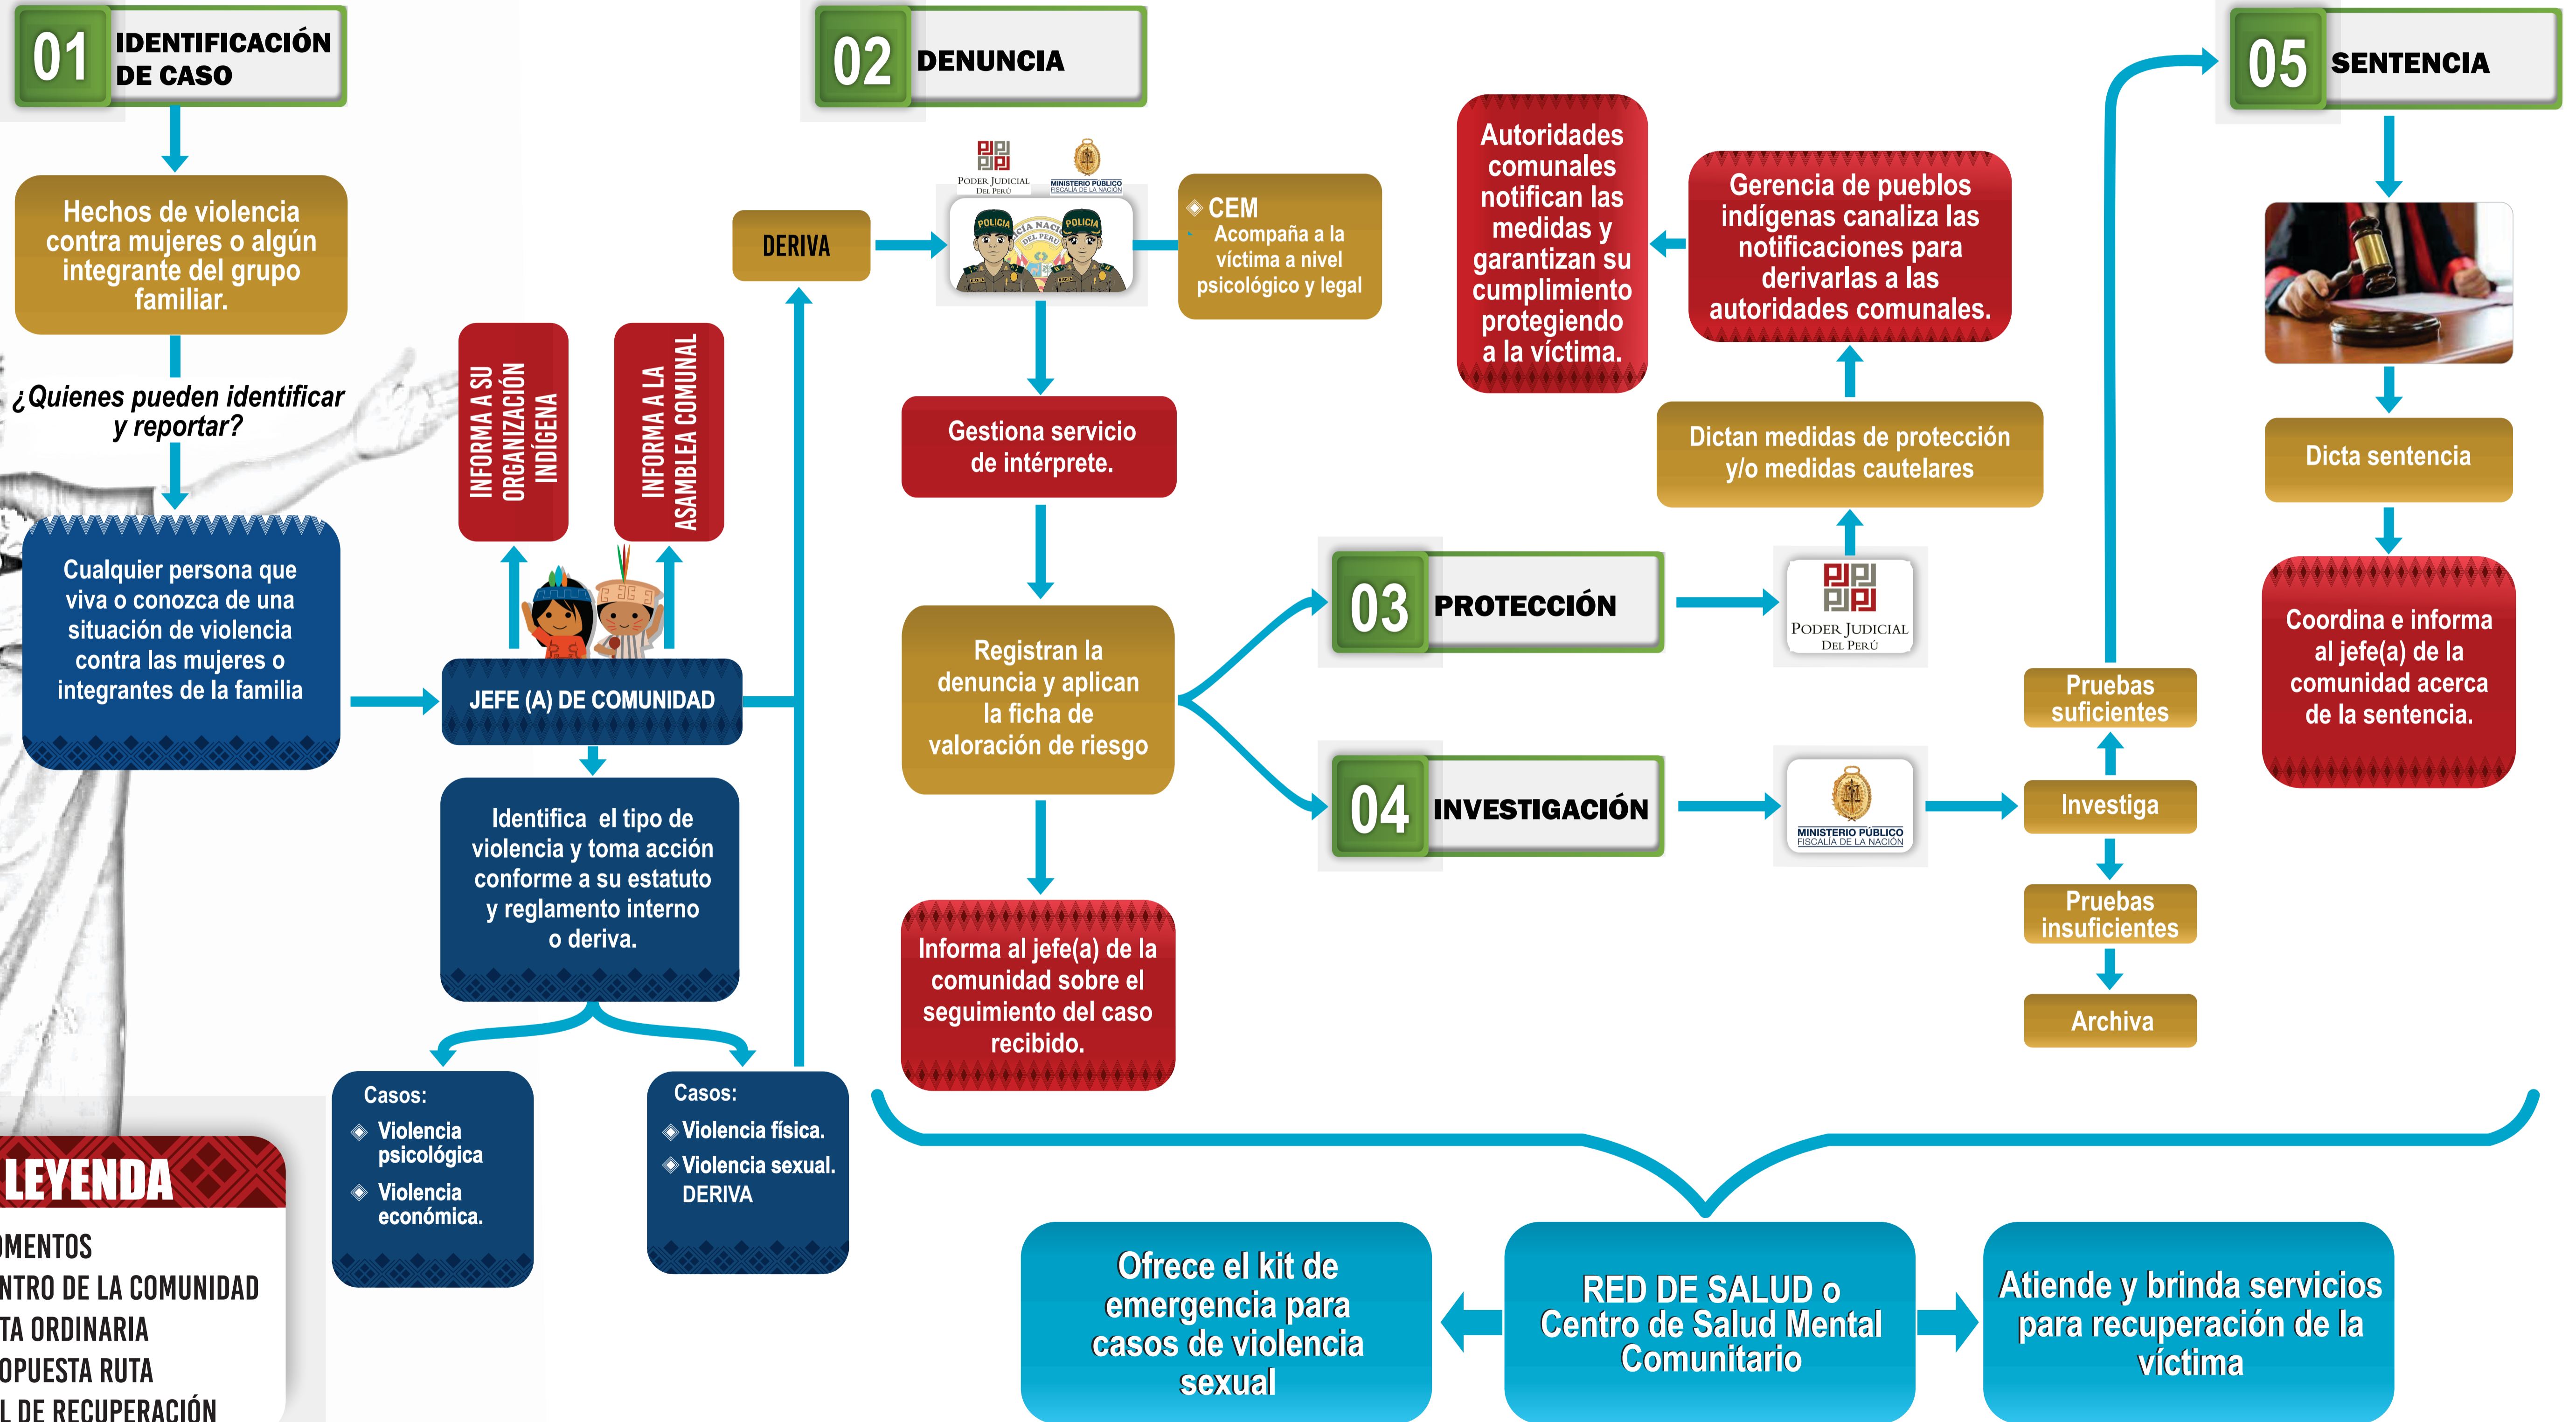 01
IDENTIFICACIÓN
DE CASO
Hechos de violencia
contra mujeres o algún
integrante del grupo
familiar.
¿Quienes pueden identificar
y reportar?
Cualquier persona que
viva o conozca de una
situación de violencia
contra las mujeres o
integrantes de la familia
INFORMA A SU
ORGANIZACIÓN
INDÍGENA
INFORMA A LA
ASAMBLEA COMUNAL
JEFE (A) DE COMUNIDAD
Identifica el tipo de
violencia y toma acción
conforme a su estatuto
y reglamento interno
o deriva.
Casos:
Violencia
psicológica
Violencia
económica.
Casos:
Violencia física.
Violencia sexual.
DERIVA
02
DENUNCIA
DERIVA
PODER JUDICIAL
DEL PERÚ
MINISTERIO PÚBLICO
FISCALÍA DE LA NACIÓN
POLICIA
POLICIA
DEL PERÚ
CEM
Acompaña a la
víctima a nivel
psicológico y legal
Gestiona servicio
de intérprete.
Registran la
denuncia y aplican
la ficha de
valoración de riesgo
Informa al jefe(a) de la
comunidad sobre el
seguimiento del caso
recibido.
03
PROTECCIÓN
PODER JUDICIAL
DEL PERÚ
Dictan medidas de protección
y/o medidas cautelares
Gerencia de pueblos
indígenas canaliza las
notificaciones para
derivarlas a las
autoridades comunales.
Autoridades
comunales
notifican las
medidas y
garantizan su
cumplimiento
protegiendo
a la víctima.
04
INVESTIGACIÓN
MINISTERIO PÚBLICO
FISCALÍA DE LA NACIÓN
Pruebas
suficientes
Investiga
Pruebas
insuficientes
Archiva
05
SENTENCIA
Dicta sentencia
Coordina e informa
al jefe(a) de la
comunidad acerca
de la sentencia.
Ofrece el kit de
emergencia para
casos de violencia
sexual
RED DE SALUD o
Centro de Salud Mental
Comunitario
Atiende y brinda servicios
para recuperación de la
víctima
LEYENDA
OMENTOS
NTRO DE LA COMUNIDAD
TA ORDINARIA
OPUESTA RUTA
L DE RECUPERACIÓN